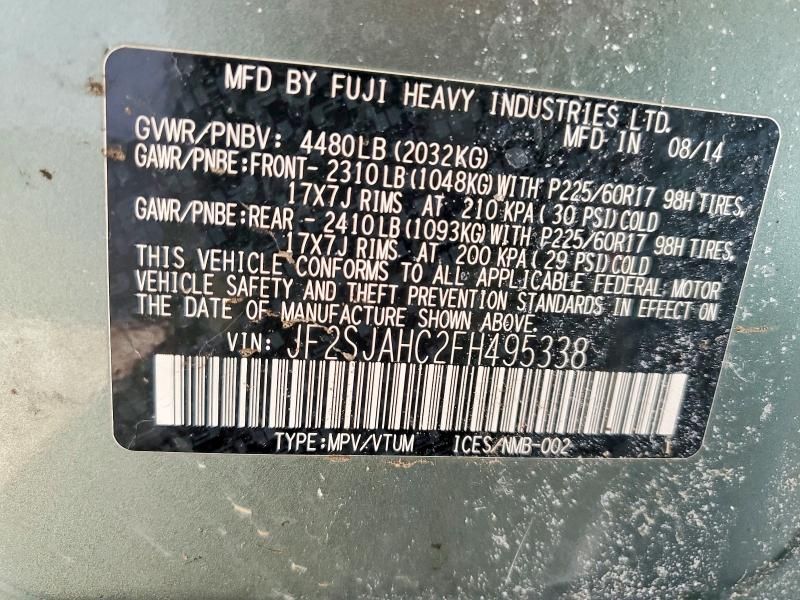 MFD BY FUJI HEAVY INDUSTRIES LTD.
GVWR/PNBV: 4480LB (2032KG) MFD IN 08/14
GAWR/PNBE:FRONT- 2310LB (1048KG) WITH P225/60R17 98H TIRES,
17X7J RIMS AT 210 KPA ( 30 PSI) COLD
GAWR/PNBE:REAR - 2410LB (1093KG) WITH P225/60R17 98H TIRES,
17X7J RIMS AT 200 KPA ( 29 PSI) COLD
THIS VEHICLE CONFORMS TO ALL APPLICABLE FEDERAL MOTOR
VEHICLE SAFETY AND THEFT PREVENTION STANDARDS IN EFFECT ON
THE DATE OF MANUFACTURE SHOWN ABOVE.
VIN: JF2SJAHC2FH495338
TYPE:MPV/VTUM ICES/NMB-002 1